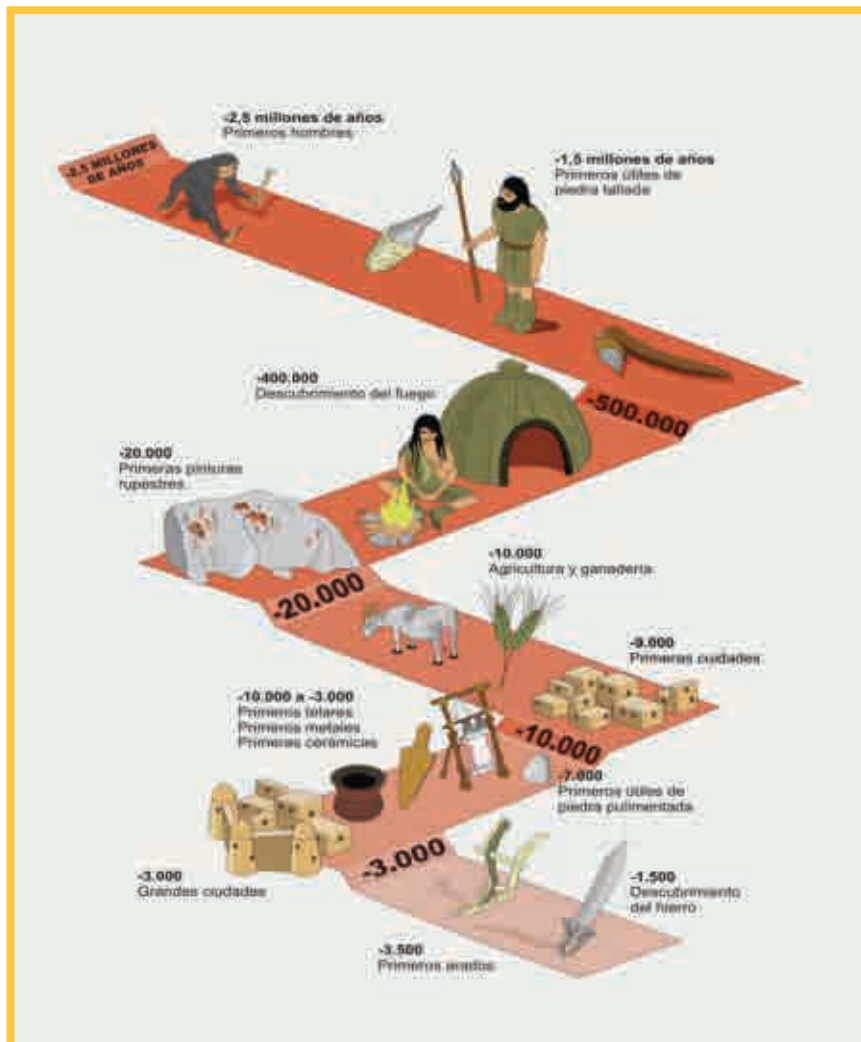 -2,5 millones de años
Primeros hombres
-2,5 MILLONES
DE AÑOS
-1,5 millones de años
Primeros útiles de
piedra tallada
-400.000
Descubrimiento del fuego
-500.000
-20.000
Primeras pinturas
rupestres
-20.000
-10.000
Agricultura y ganadería
-9.000
Primeras ciudades
-10.000 a -3.000
Primeros telares
Primeros metales
Primeras cerámicas
-10.000
-7.000
Primeros útiles de
piedra pulimentada
-3.000
-3.000
Grandes ciudades
-1.500
Descubrimiento
del hierro
-3.500
Primeros arados